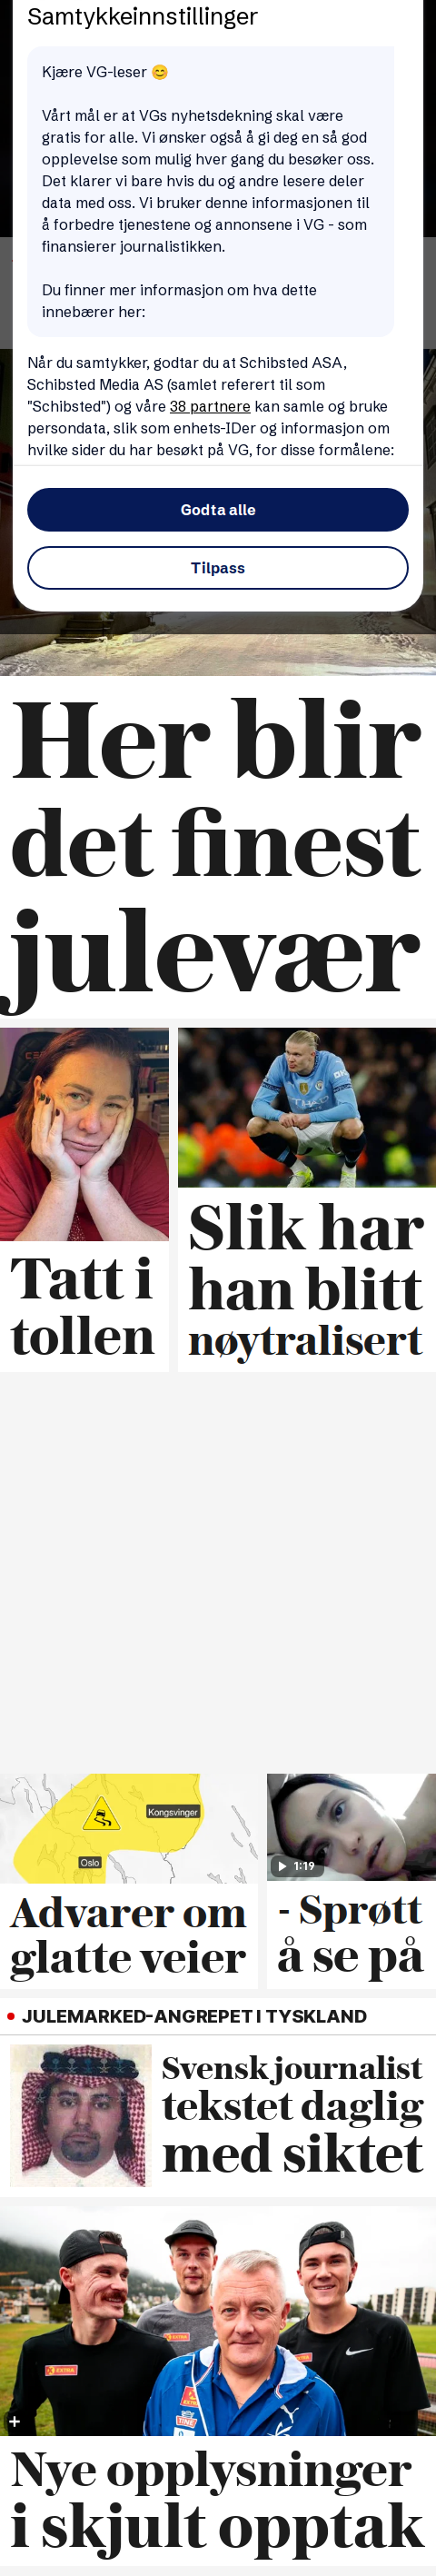 Samtykkeinnstillinger
Kjære VG-leser 😊
Vårt mål er at VGs nyhetsdekning skal være
gratis for alle. Vi ønsker også å gi deg en så god
opplevelse som mulig hver gang du besøker oss.
Det klarer vi bare hvis du og andre lesere deler
data med oss. Vi bruker denne informasjonen til
å forbedre tjenestene og annonsene i VG - som
finansierer journalistikken.
Du finner mer informasjon om hva dette
innebærer her:
Når du samtykker, godtar du at Schibsted ASA,
Schibsted Media AS (samlet referert til som
"Schibsted") og våre 38 partnere kan samle og bruke
persondata, slik som enhets-IDer og informasjon om
hvilke sider du har besøkt på VG, for disse formålene:
Godta alle
Tilpass
Her blir
det finest
julevær
Tatt i
tollen
Slik har
han blitt
nøytralisert
Kongsvinger
Oslo
Advarer om
glatte veier
1:19
- Sprøtt
å se på
JULEMARKED-ANGREPET I TYSKLAND
Svensk journalist
tekstet daglig
med siktet
EXTRA
EXTRA
EXTRA
TINE
Nye opplysninger
i skjult opptak